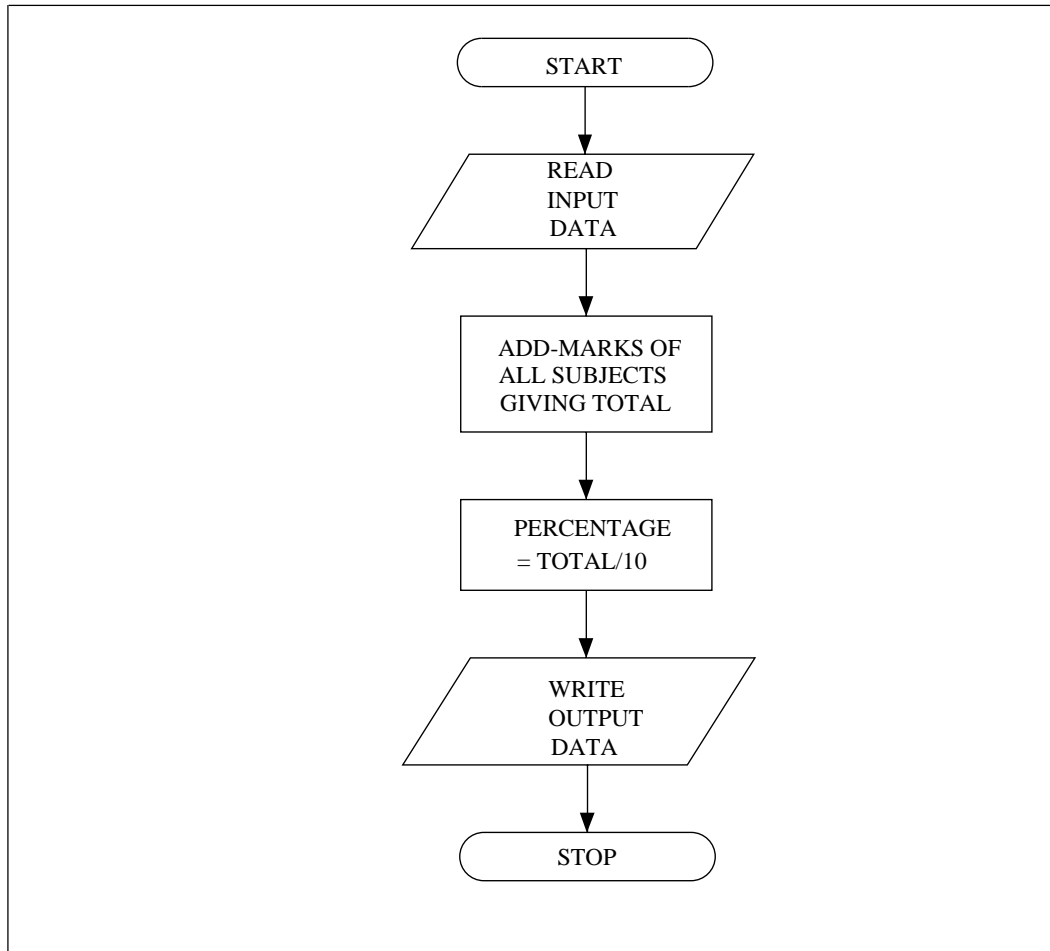 START
READ
INPUT
DATA
ADD-MARKS OF
ALL SUBJECTS
GIVING TOTAL
PERCENTAGE
= TOTAL/10
WRITE
OUTPUT
DATA
STOP